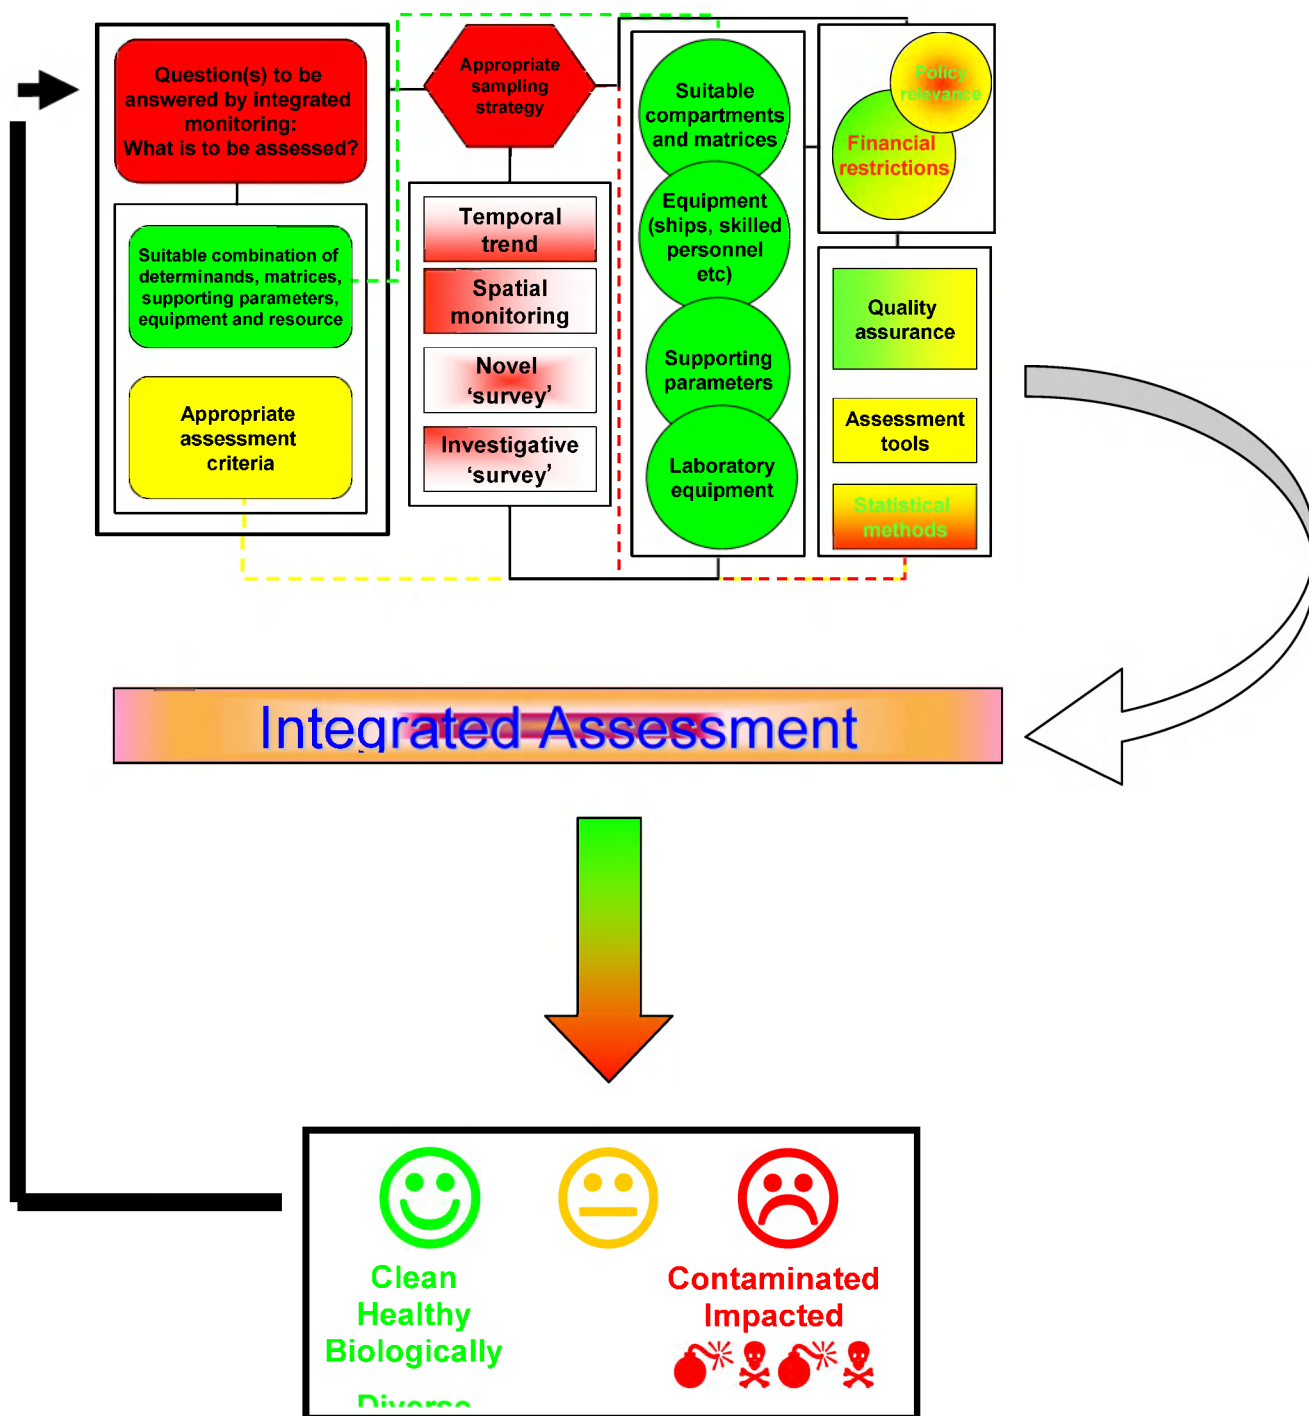 Question(s) to be
answered by integrated
monitoring:
What is to be assessed?
Suitable combination of
determinands, matrices,
supporting parameters,
equipment and resource
Appropriate
assessment
criteria
Appropriate
sampling
strategy
Temporal
trend
Spatial
monitoring
Novel
‘survey’
Investigative
‘survey’
Suitable
compartments
and matrices
Equipment
(ships, skilled
personnel
etc)
Supporting
parameters
Laboratory
equipment
Policy
relevance
Financial
restrictions
Quality
assurance
Assessment
tools
Statistical
methods
Integrated Assessment
Clean
Healthy
Biologically
Diverse
Contaminated
Impacted